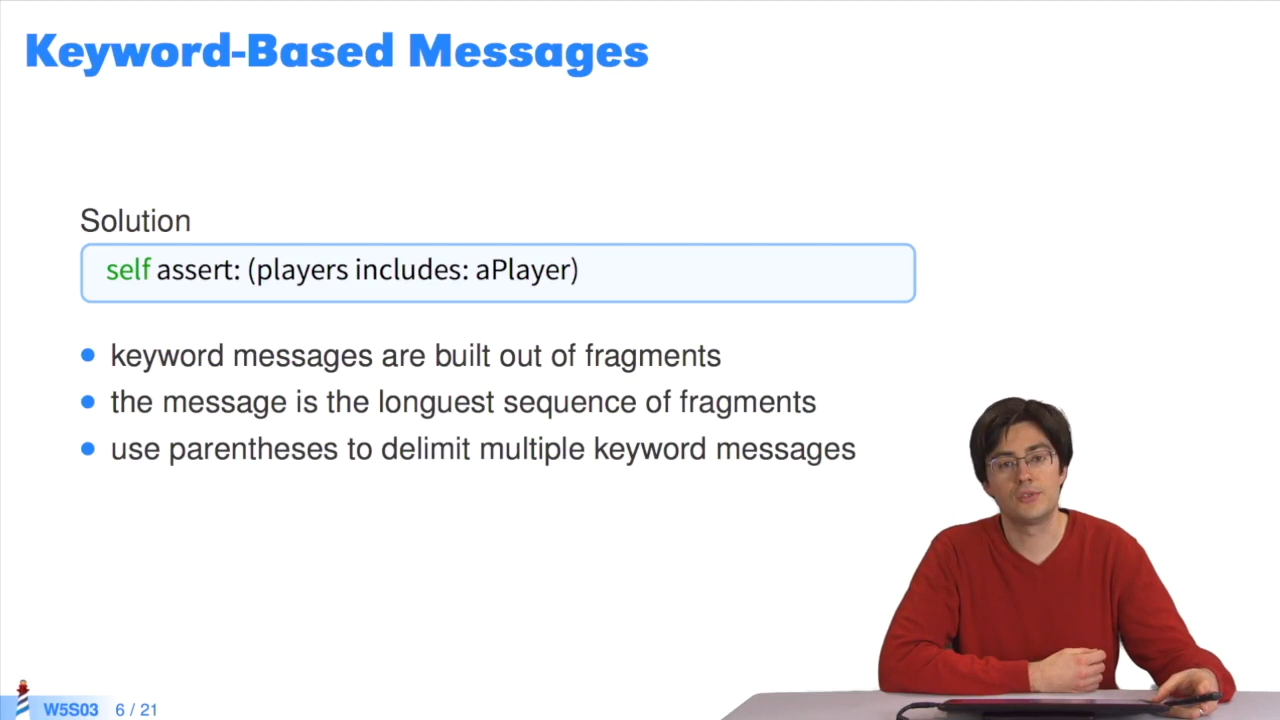 Keyword-Based Messages
Solution
self assert: (players includes: aPlayer)
keyword messages are built out of fragments
the message is the longuest sequence of fragments
use parentheses to delimit multiple keyword messages
W5S03 6 / 21